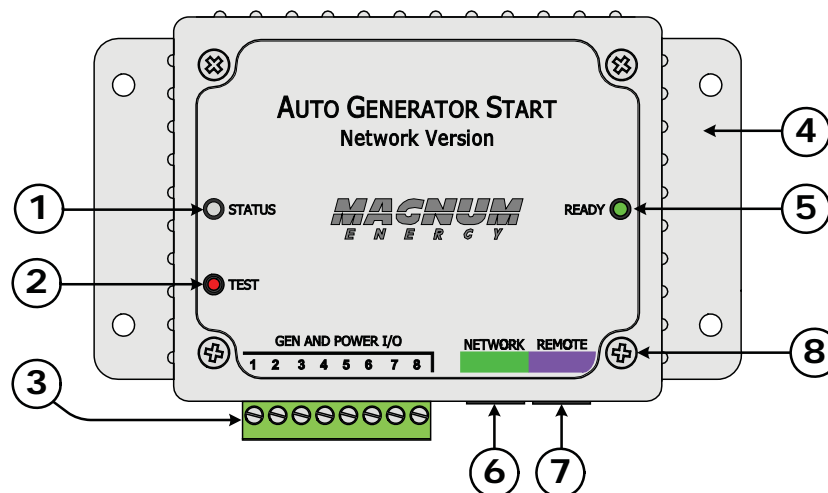 AUTO GENERATOR START
Network Version
1
STATUS
MAGNUM
ENERGY
READY
5
4
2
TEST
GEN AND POWER I/O
1 2 3 4 5 6 7 8
NETWORK REMOTE
8
3
6
7